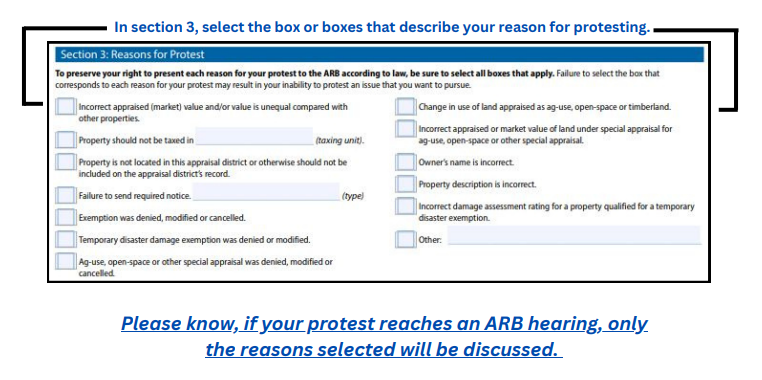 In section 3, select the box or boxes that describe your reason for protesting.
Section 3: Reasons for Protest
To preserve your right to present each reason for your protest to the ARB according to law, be sure to select all boxes that apply. Failure to select the box that
corresponds to each reason for your protest may result in your inability to protest an issue that you want to pursue.
Incorrect appraised (market) value and/or value is unequal compared with
other properties.
Property should not be taxed in (taxing unit).
Property is not located in this appraisal district or otherwise should not be
included on the appraisal district's record.
Failure to send required notice. (type)
Exemption was denied, modified or cancelled.
Temporary disaster damage exemption was denied or modified.
Ag-use, open-space or other special appraisal was denied, modified or
cancelled.
Change in use of land appraised as ag-use, open-space or timberland.
Incorrect appraised or market value of land under special appraisal for
ag-use, open-space or other special appraisal.
Owner's name is incorrect.
Property description is incorrect.
Incorrect damage assessment rating for a property qualified for a temporary
disaster exemption.
Other:
Please know, if your protest reaches an ARB hearing, only
the reasons selected will be discussed.